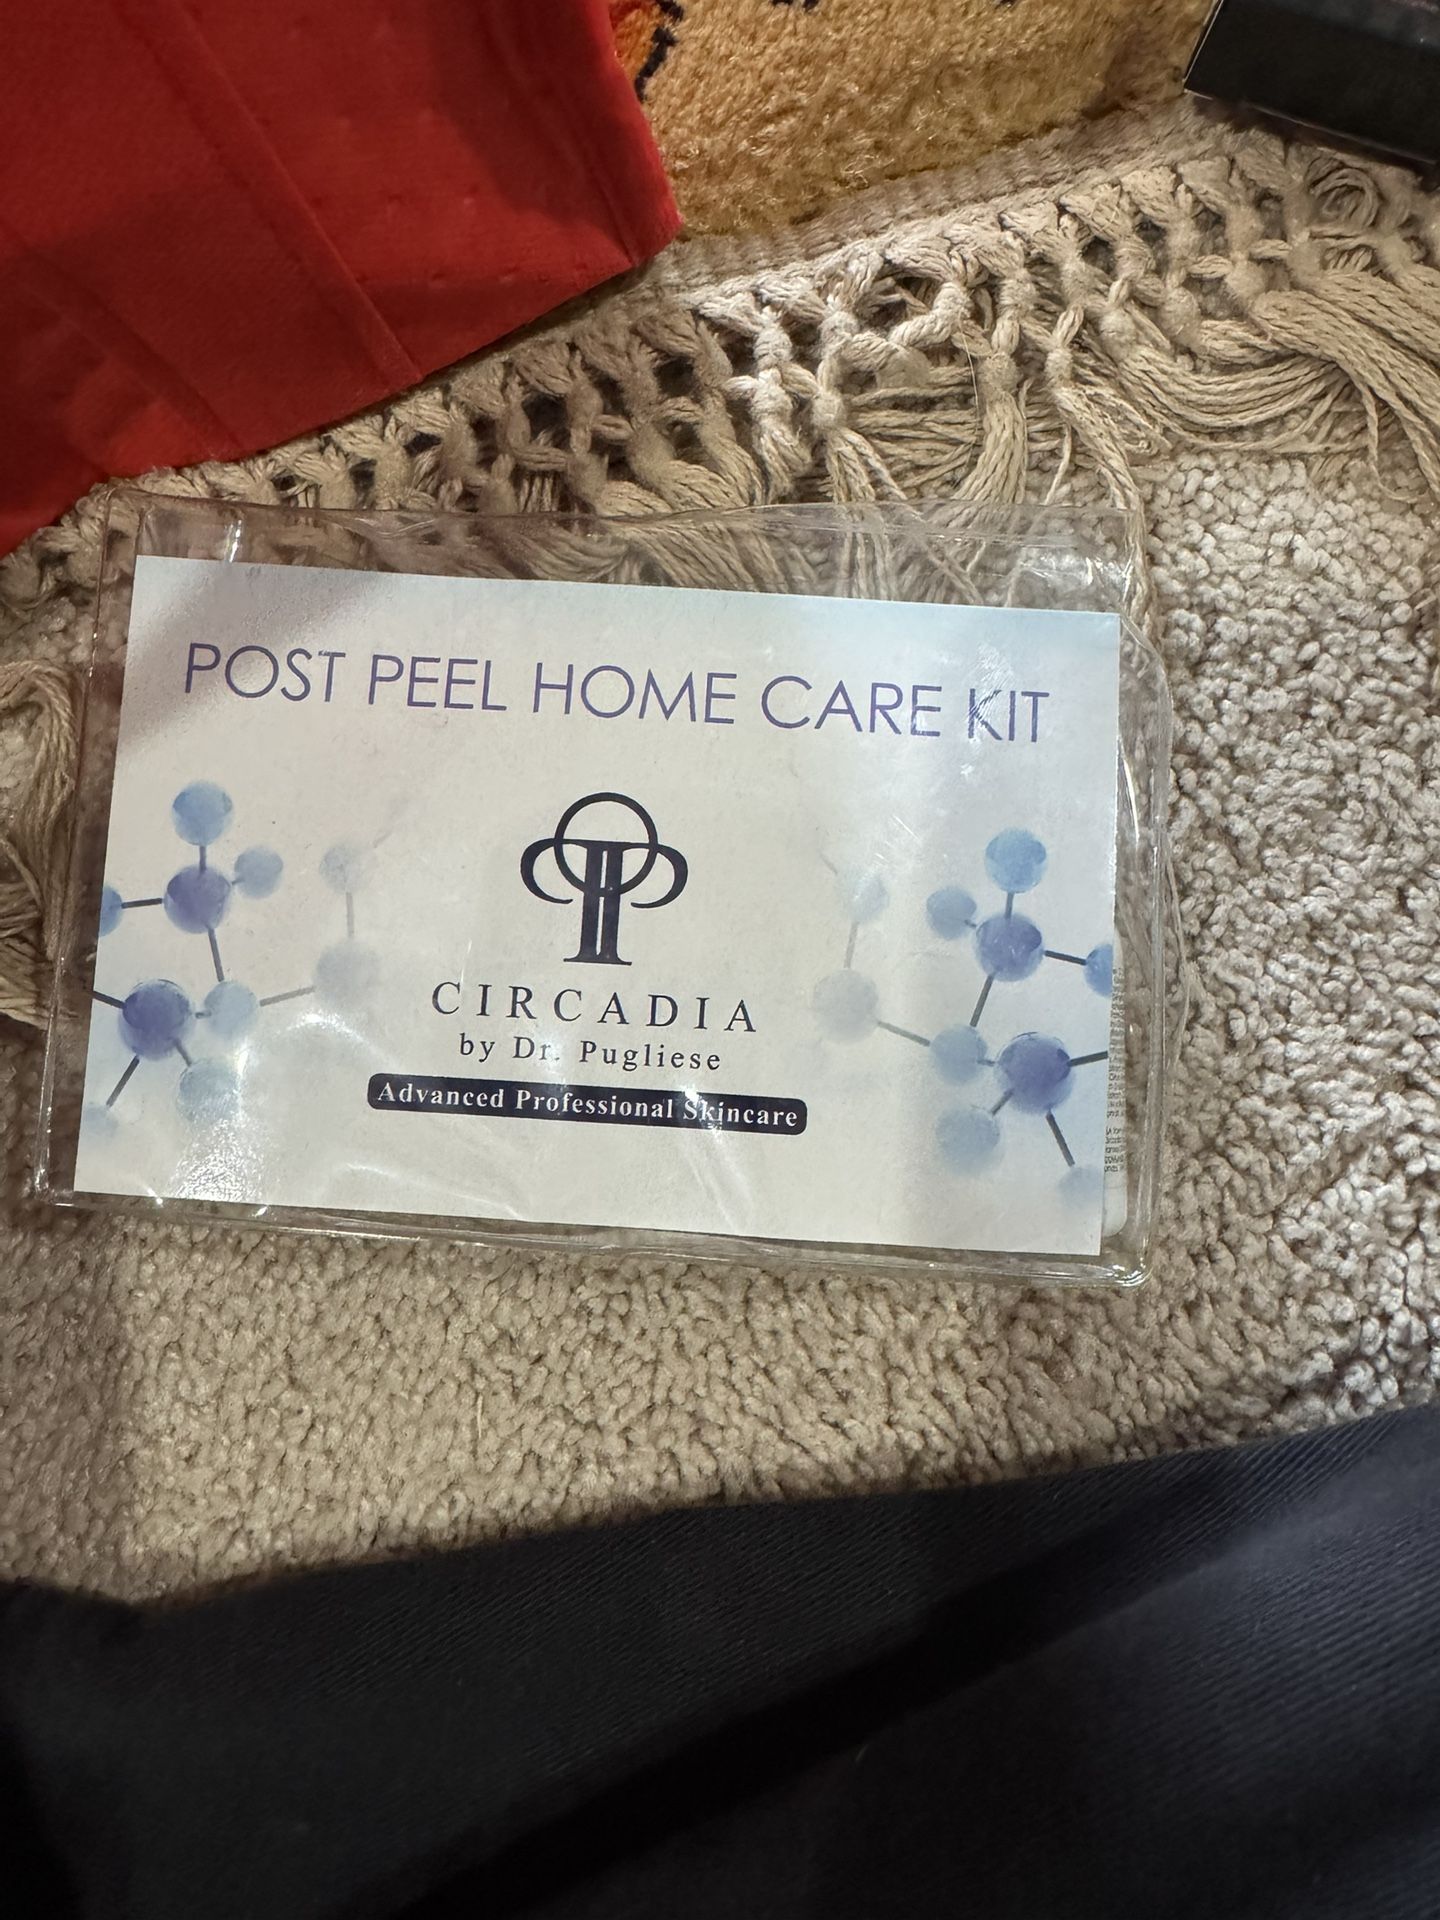 POST PEEL HOME CARE KIT
CIRCADIA
by Dr. Pugliese
Advanced Professional Skincare